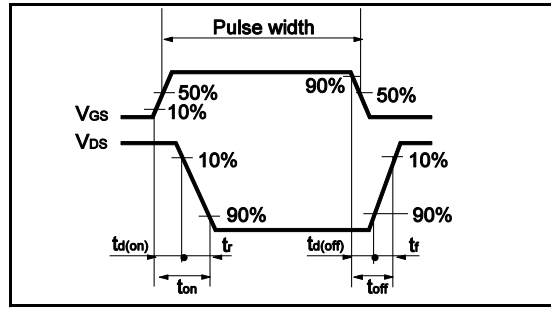 Pulse width
90%
50%
50%
10%
VGS
VDS
10%
10%
90%
90%
td(on)
tr
td(off)
tf
ton
toff